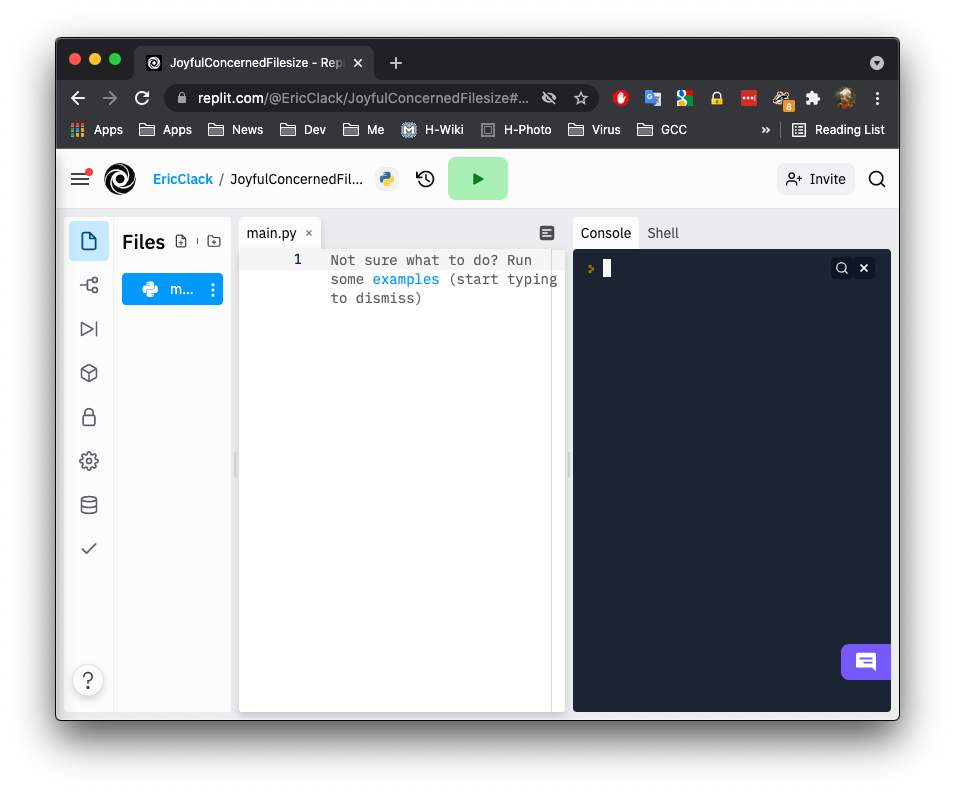 JoyfulConcernedFilesize - Rep
replit.com/@EricClack/JoyfulConcernedFilesize#...
8
Apps Apps News Dev Me H-Wiki H-Photo Virus GCC » Reading List
EricClack / JoyfulConcernedFil... Invite
Files
m...
main.py ×
1 Not sure what to do? Run
some examples (start typing
to dismiss)
Console Shell
?